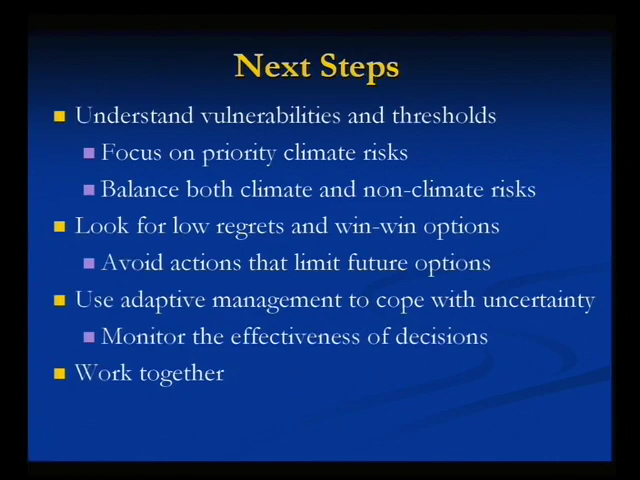 Next Steps
Understand vulnerabilities and thresholds
Focus on priority climate risks
Balance both climate and non-climate risks
Look for low regrets and win-win options
Avoid actions that limit future options
Use adaptive management to cope with uncertainty
Monitor the effectiveness of decisions
Work together